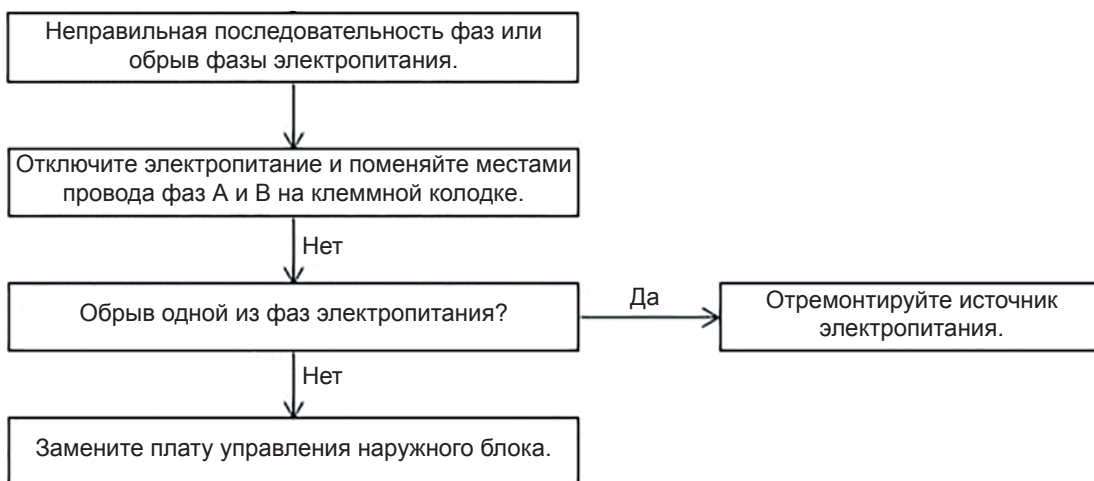 Неправильная последовательность фаз или
обрыв фазы электропитания.
Отключите электропитание и поменяйте местами
провода фаз А и В на клеммной колодке.
Нет
Обрыв одной из фаз электропитания?
Да
Отремонтируйте источник
электропитания.
Нет
Замените плату управления наружного блока.